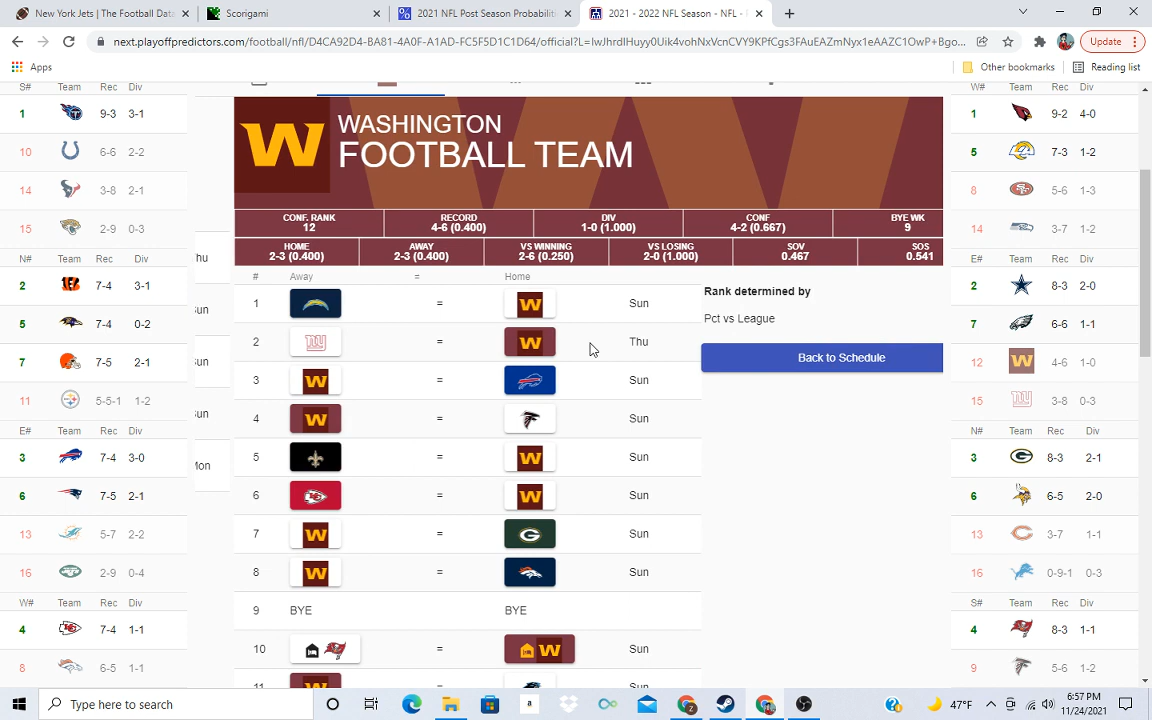 New York Jets | The Football Data
Scorigami
2021 NFL Post Season Probabiliti
2021 - 2022 NFL Season - NFL -
next.playoffpredictors.com/football/nfl/D4CA92D4-BA81-4A0F-A1AD-FC5F5D1C1D64/official?L=IwJhrdIHuyy0Uik4vohNxVcnCVY9KPfCgs3FAuEAZmNyx1eAAZC1OwP+Bgo...
Update
Apps
Other bookmarks
Reading list
S# Team Rec Div
1 9-3 3-1
10 6-6 2-2
14 3-8 2-1
15 2-9 0-3
N# Team Rec Div
2 7-4 3-1
5 7-4 0-2
7 7-5 2-1
11 5-5-1 1-2
E# Team Rec Div
3 7-4 3-0
6 7-5 2-1
13 5-7 2-2
16 2-9 0-4
W# Team Rec Div
4 7-4 1-1
8 6-5 1-1
hu
un
un
un
Mon
WASHINGTON
FOOTBALL TEAM
CONF. RANK RECORD DIV CONF BYE WK
12 4-6 (0.400) 1-0 (1.000) 4-2 (0.667) 9
HOME AWAY VS WINNING VS LOSING SOV SOS
2-3 (0.400) 2-3 (0.400) 2-6 (0.250) 2-0 (1.000) 0.467 0.541
# Away = Home
1 = W Sun
2 ny = W Thu
3 W = Sun
4 W = Sun
5 = W Sun
6 KC = W Sun
7 W = G Sun
8 W = Sun
9 BYE BYE
10 = W Sun
11 Sun
Rank determined by
Pct vs League
Back to Schedule
W# Team Rec Div
1 9-2 4-0
5 7-3 1-2
8 5-6 1-3
14 3-7 1-2
E# Team Rec Div
2 8-3 2-0
7 6-6 1-1
12 W 4-6 1-0
15 ny 3-8 0-3
N# Team Rec Div
3 G 8-3 2-1
6 6-5 2-0
13 C 3-7 1-1
16 0-9-1 0-3
S# Team Rec Div
4 8-3 1-1
9 5-6 1-2
Type here to search
47°F
6:57 PM
11/24/2021